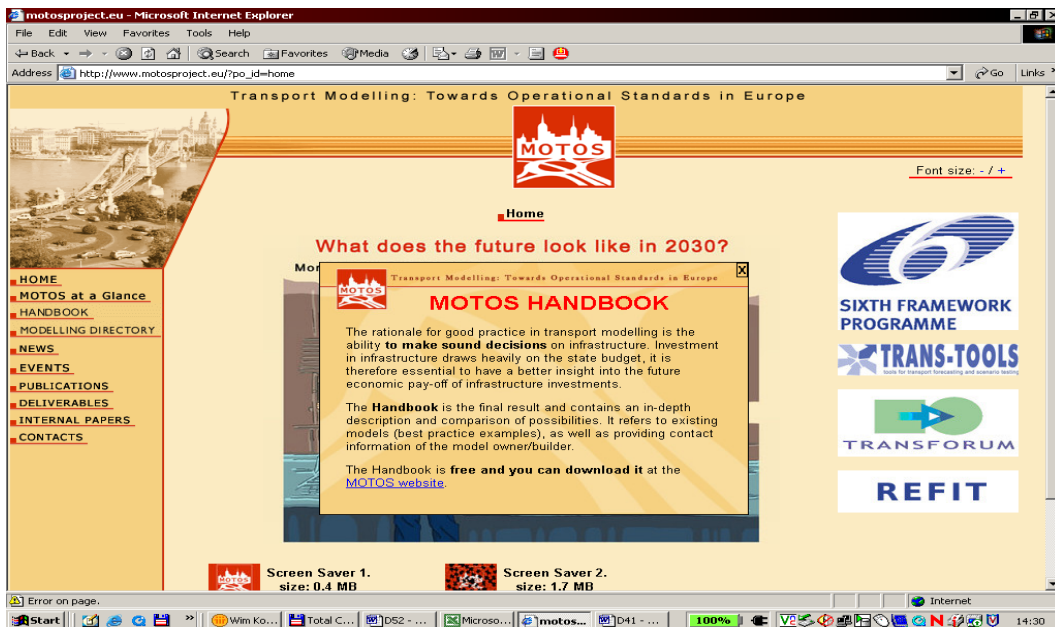 motosproject.eu - Microsoft Internet Explorer
File Edit View Favorites Tools Help
Back Search Favorites Media
Address http://www.motosproject.eu/?po_id=home Go Links
Transport Modelling: Towards Operational Standards in Europe
MOTOS
Font size: - / +
Home
What does the future look like in 2030?
HOME
MOTOS at a Glance
HANDBOOK
MODELLING DIRECTORY
NEWS
EVENTS
PUBLICATIONS
DELIVERABLES
INTERNAL PAPERS
CONTACTS
Mor
X
Transport Modelling: Towards Operational Standards in Europe
MOTOS
MOTOS HANDBOOK
The rationale for good practice in transport modelling is the
ability to make sound decisions on infrastructure. Investment
in infrastructure draws heavily on the state budget, it is
therefore essential to have a better insight into the future
economic pay-off of infrastructure investments.
The Handbook is the final result and contains an in-depth
description and comparison of possibilities. It refers to existing
models (best practice examples), as well as providing contact
information of the model owner/builder.
The Handbook is free and you can download it at the
MOTOS website.
6
SIXTH FRAMEWORK
PROGRAMME
TRANS-TOOLS
tools for transport forecasting and scenario testing
TRANSFORUM
REFIT
MOTOS
Screen Saver 1.
size: 0.4 MB
Screen Saver 2.
size: 1.7 MB
Error on page. Internet
Start » Wim Ko... Total C... D52 - ... Microso... motos... D41 - ... 100% 14:30